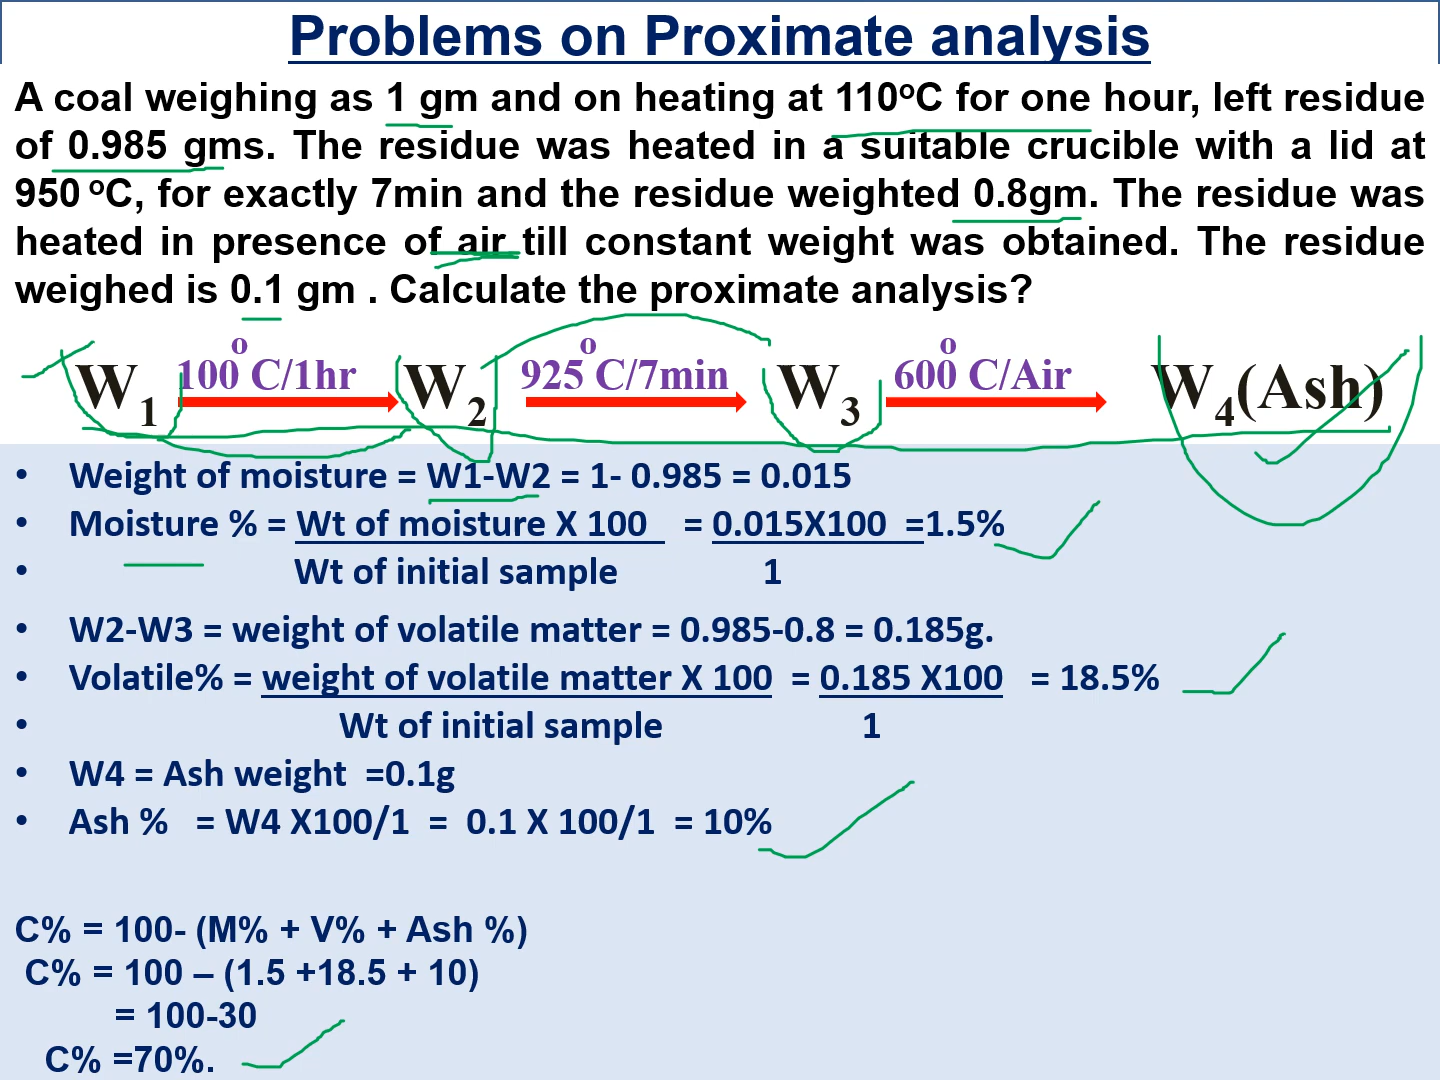 Problems on Proximate analysis
A coal weighing as 1 gm and on heating at 110oC for one hour, left residue
of 0.985 gms. The residue was heated in a suitable crucible with a lid at
950 oC, for exactly 7min and the residue weighted 0.8gm. The residue was
heated in presence of air till constant weight was obtained. The residue
weighed is 0.1 gm . Calculate the proximate analysis?
W1 100 oC/1hr W2 925 oC/7min W3 600 oC/Air W4(Ash)
• Weight of moisture = W1-W2 = 1- 0.985 = 0.015
• Moisture % = Wt of moisture X 100 = 0.015X100 =1.5%
• Wt of initial sample 1
• W2-W3 = weight of volatile matter = 0.985-0.8 = 0.185g.
• Volatile% = weight of volatile matter X 100 = 0.185 X100 = 18.5%
• Wt of initial sample 1
• W4 = Ash weight =0.1g
• Ash % = W4 X100/1 = 0.1 X 100/1 = 10%
C% = 100- (M% + V% + Ash %)
C% = 100 – (1.5 +18.5 + 10)
= 100-30
C% =70%.